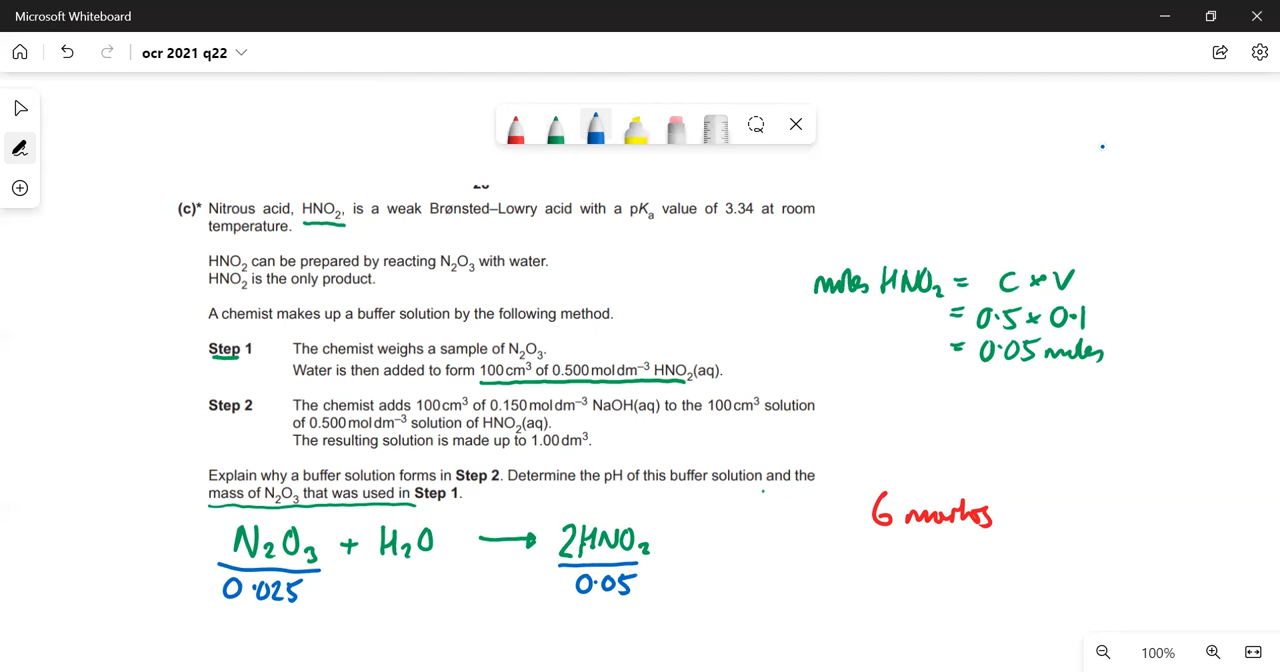 Microsoft Whiteboard
ocr 2021 q22
(c)* Nitrous acid, HNO₂, is a weak Brønsted–Lowry acid with a pKₐ value of 3.34 at room
temperature.
HNO₂ can be prepared by reacting N₂O₃ with water.
HNO₂ is the only product.
moles HNO₂ = C × V
= 0.5 × 0.1
= 0.05 moles
A chemist makes up a buffer solution by the following method.
Step 1 The chemist weighs a sample of N₂O₃.
Water is then added to form 100 cm³ of 0.500 mol dm⁻³ HNO₂(aq).
Step 2 The chemist adds 100 cm³ of 0.150 mol dm⁻³ NaOH(aq) to the 100 cm³ solution
of 0.500 mol dm⁻³ solution of HNO₂(aq).
The resulting solution is made up to 1.00 dm³.
Explain why a buffer solution forms in Step 2. Determine the pH of this buffer solution and the
mass of N₂O₃ that was used in Step 1.
6 marks
N₂O₃ + H₂O → 2HNO₂
0.025 0.05
100%